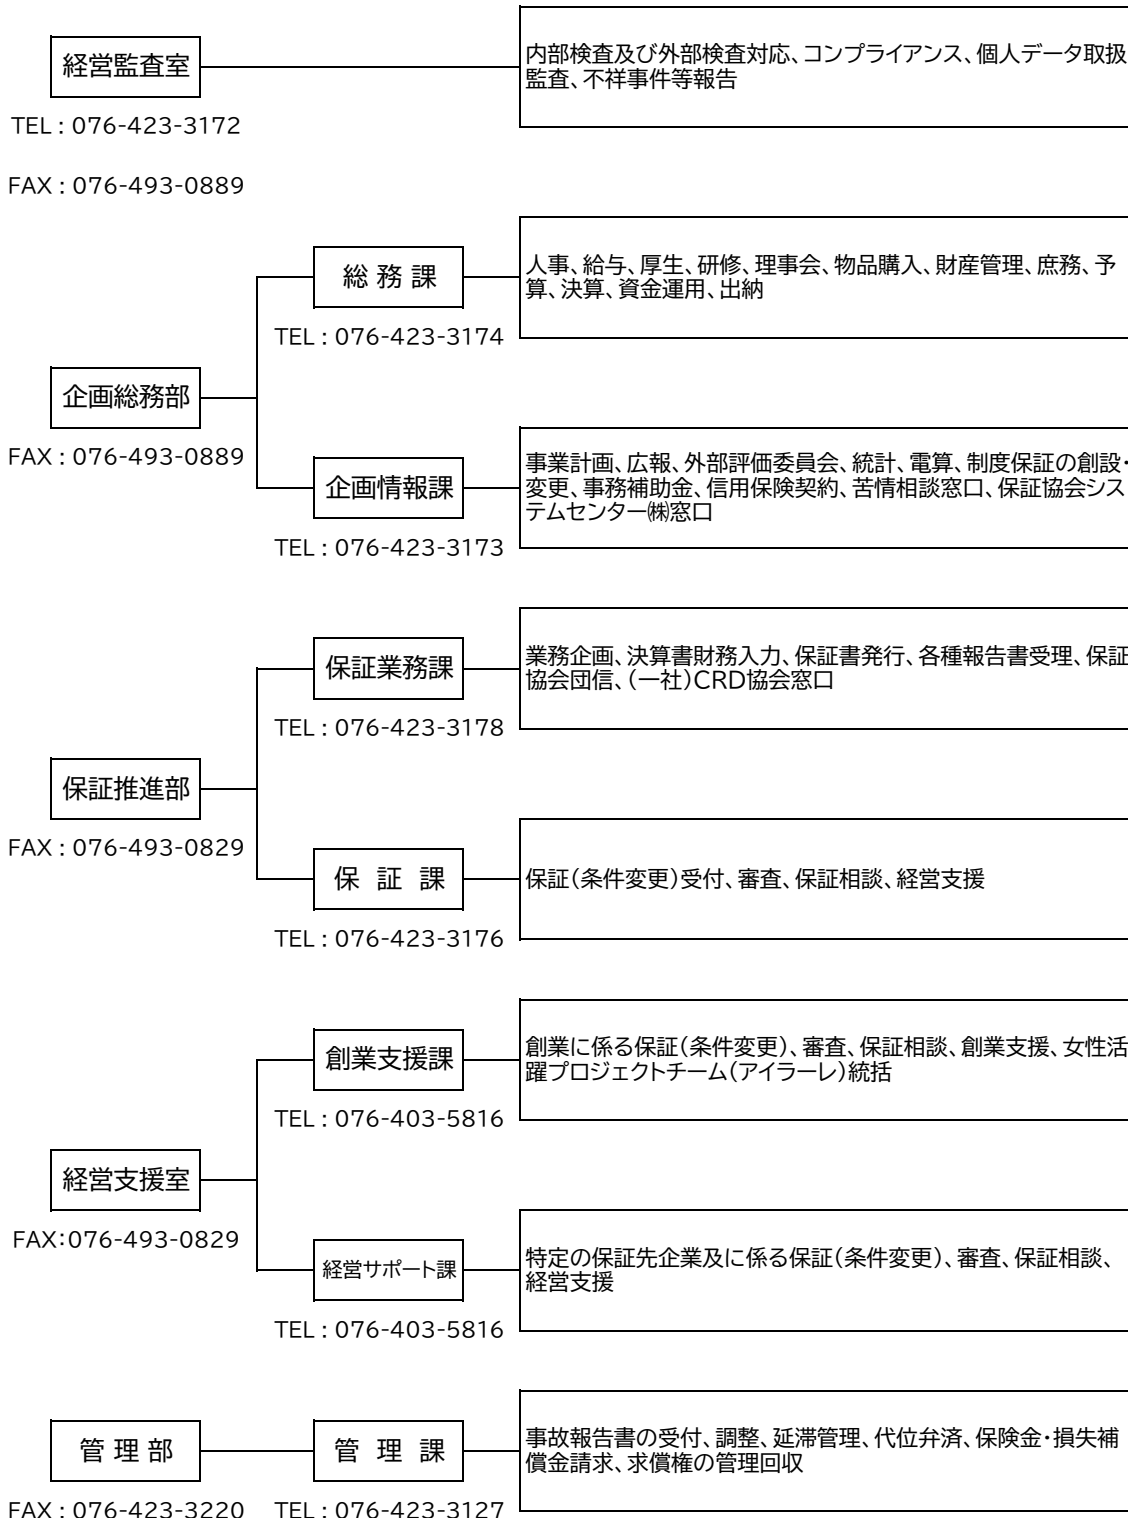 経営監査室
内部検査及び外部検査対応、コンプライアンス、個人データ取扱
監査、不祥事件等報告
TEL : 076-423-3172
FAX : 076-493-0889
総 務 課
人事、給与、厚生、研修、理事会、物品購入、財産管理、庶務、予
算、決算、資金運用、出納
TEL : 076-423-3174
企画総務部
FAX : 076-493-0889
企画情報課
事業計画、広報、外部評価委員会、統計、電算、制度保証の創設・
変更、事務補助金、信用保険契約、苦情相談窓口、保証協会シス
テムセンター㈱窓口
TEL : 076-423-3173
保証業務課
業務企画、決算書財務入力、保証書発行、各種報告書受理、保証
協会団信、(一社)CRD協会窓口
TEL : 076-423-3178
保証推進部
FAX : 076-493-0829
保 証 課
保証(条件変更)受付、審査、保証相談、経営支援
TEL : 076-423-3176
創業支援課
創業に係る保証(条件変更)、審査、保証相談、創業支援、女性活
躍プロジェクトチーム(アイラーレ)統括
TEL : 076-403-5816
経営支援室
FAX:076-493-0829
経営サポート課
特定の保証先企業及に係る保証(条件変更)、審査、保証相談、
経営支援
TEL : 076-403-5816
管 理 部
管 理 課
事故報告書の受付、調整、延滞管理、代位弁済、保険金・損失補
償金請求、求償権の管理回収
FAX : 076-423-3220
TEL : 076-423-3127